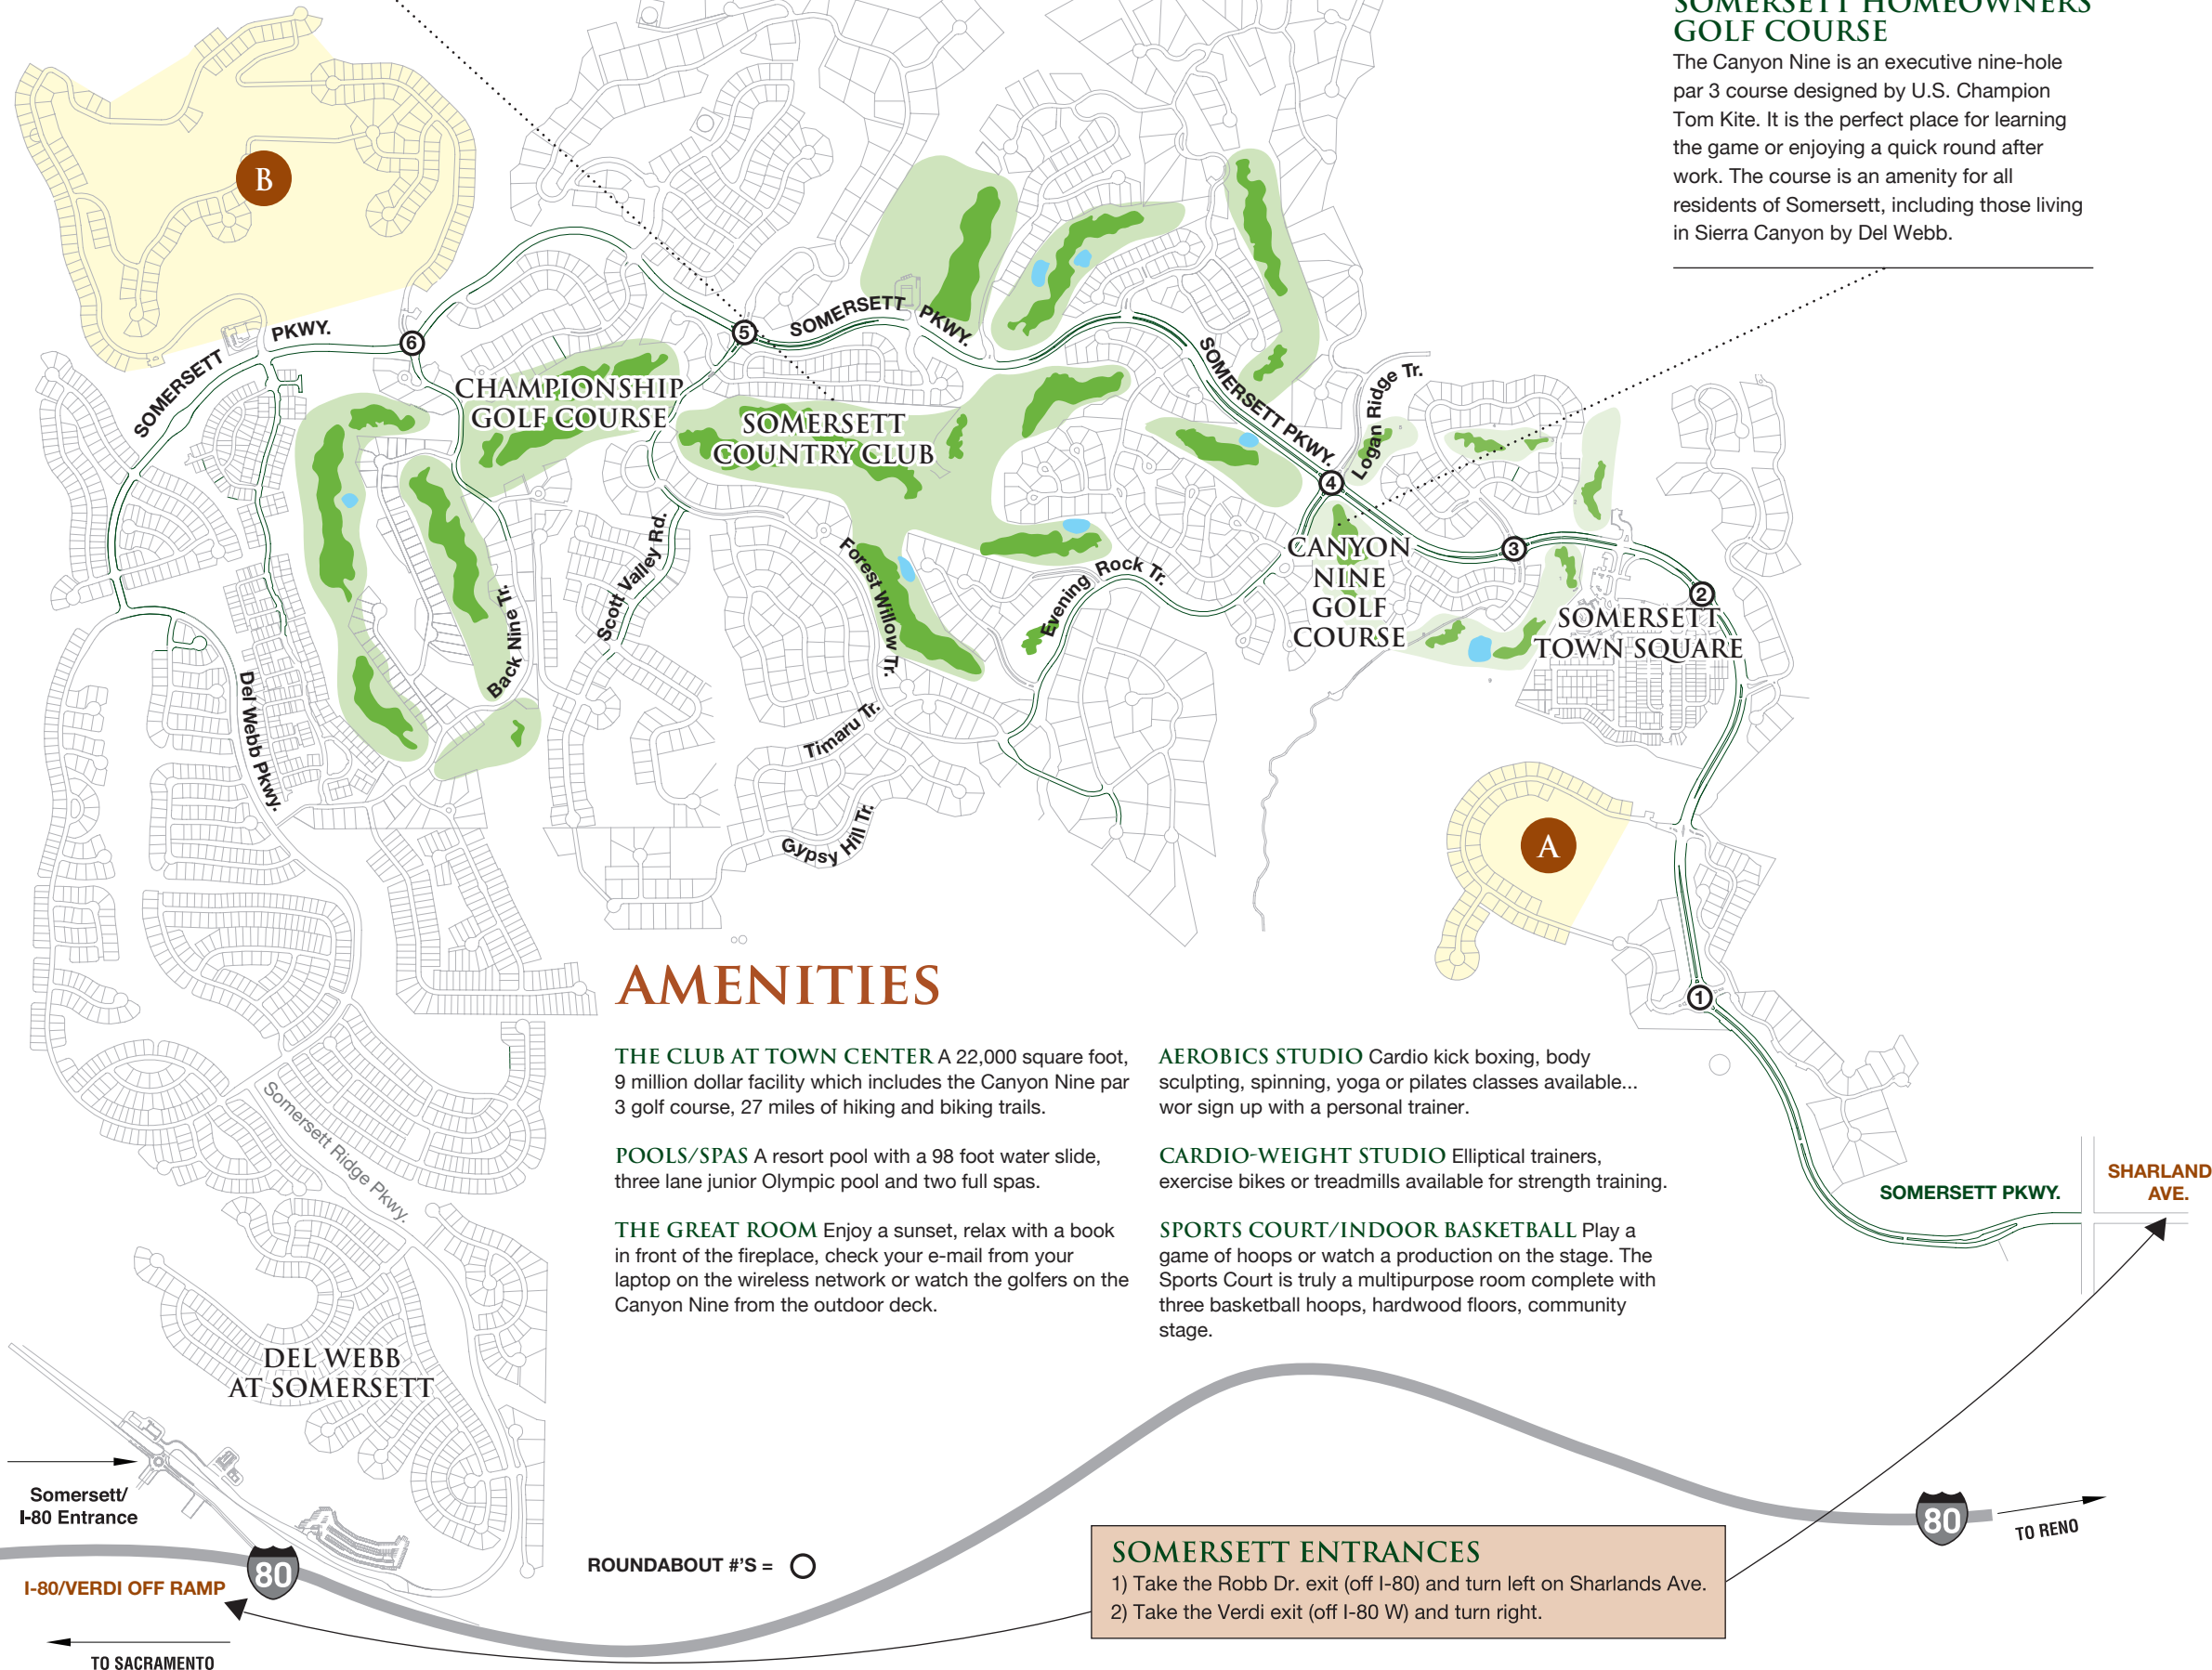 SOMERSETT HOMEOWNERS
GOLF COURSE
The Canyon Nine is an executive nine-hole
par 3 course designed by U.S. Champion
Tom Kite. It is the perfect place for learning
the game or enjoying a quick round after
work. The course is an amenity for all
residents of Somersett, including those living
in Sierra Canyon by Del Webb.
B
SOMERSETT PKWY.
6
5
SOMERSETT PKWY.
SOMERSETT PKWY.
Logan Ridge Tr.
CHAMPIONSHIP
GOLF COURSE
SOMERSETT
COUNTRY CLUB
4
3
2
CANYON
NINE
GOLF
COURSE
SOMERSETT
TOWN SQUARE
Back Nine Tr.
Scott Valley Rd.
Forest Willow Tr.
Evening Rock Tr.
Del Webb Pkwy.
Timaru Tr.
Gypsy Hill Tr.
A
1
AMENITIES
THE CLUB AT TOWN CENTER A 22,000 square foot,
9 million dollar facility which includes the Canyon Nine par
3 golf course, 27 miles of hiking and biking trails.
POOLS/SPAS A resort pool with a 98 foot water slide,
three lane junior Olympic pool and two full spas.
THE GREAT ROOM Enjoy a sunset, relax with a book
in front of the fireplace, check your e-mail from your
laptop on the wireless network or watch the golfers on the
Canyon Nine from the outdoor deck.
AEROBICS STUDIO Cardio kick boxing, body
sculpting, spinning, yoga or pilates classes available...
wor sign up with a personal trainer.
CARDIO-WEIGHT STUDIO Elliptical trainers,
exercise bikes or treadmills available for strength training.
SPORTS COURT/INDOOR BASKETBALL Play a
game of hoops or watch a production on the stage. The
Sports Court is truly a multipurpose room complete with
three basketball hoops, hardwood floors, community
stage.
Somersett Ridge Pkwy.
SOMERSETT PKWY.
SHARLAND
AVE.
DEL WEBB
AT SOMERSETT
Somersett/
I-80 Entrance
80
I-80/VERDI OFF RAMP
TO SACRAMENTO
ROUNDABOUT #'S =
SOMERSETT ENTRANCES
1) Take the Robb Dr. exit (off I-80) and turn left on Sharlands Ave.
2) Take the Verdi exit (off I-80 W) and turn right.
80
TO RENO